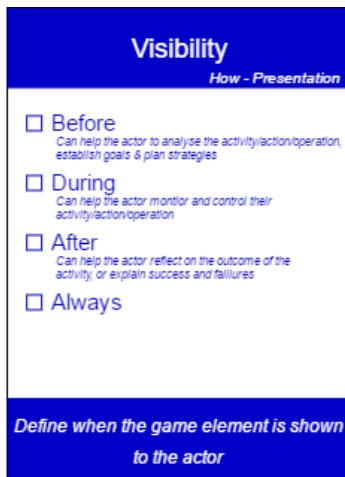 Visibility
How - Presentation
Before
Can help the actor to analyse the activity/action/operation,
establish goals & plan strategies
During
Can help the actor montior and control their
activity/action/operation
After
Can help the actor reflect on the outcome of the
activity, or explain success and faillures
Always
Define when the game element is shown
to the actor